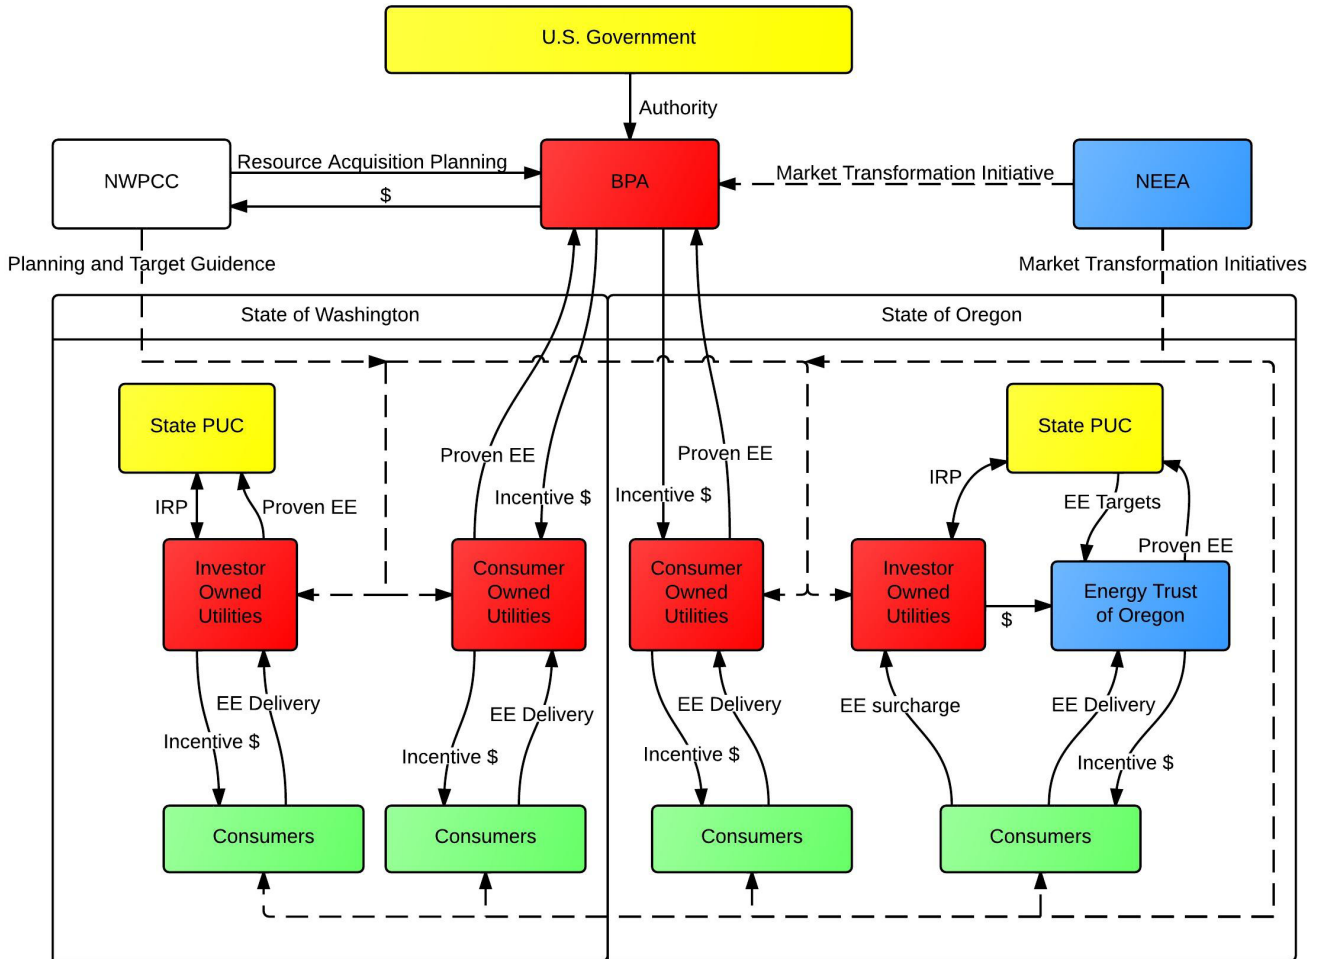 U.S. Government
Authority
NWPCC
Resource Acquisition Planning
$
BPA
Market Transformation Initiative
NEEA
Planning and Target Guidence
Market Transformation Initiatives
State of Washington
State of Oregon
State PUC
State PUC
Proven EE
Proven EE
IRP
Incentive $
Incentive $
IRP
Proven EE
EE Targets
Proven EE
Investor
Owned
Utilities
Consumer
Owned
Utilities
Consumer
Owned
Utilities
Investor
Owned
Utilities
$
Energy Trust
of Oregon
EE Delivery
Incentive $
EE Delivery
Incentive $
EE Delivery
Incentive $
EE surcharge
EE Delivery
Incentive $
Consumers
Consumers
Consumers
Consumers